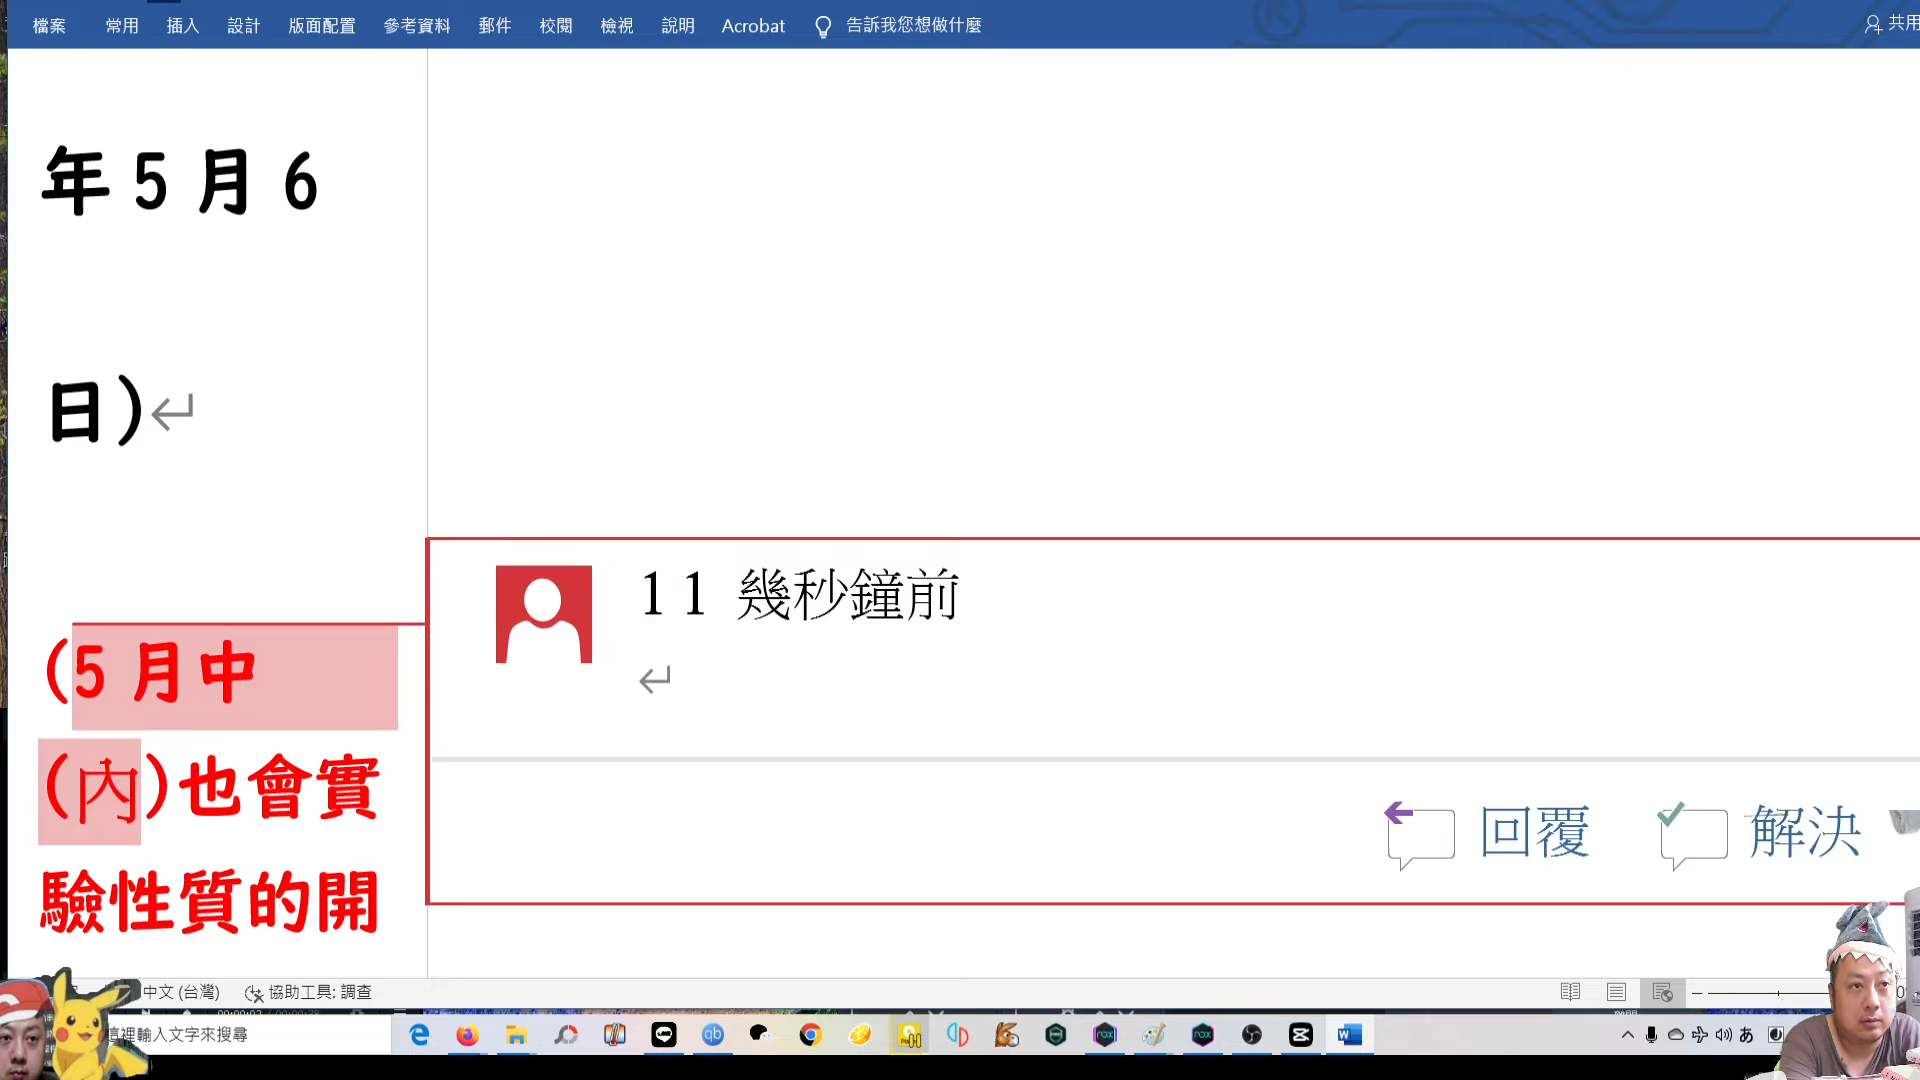 檔案 常用 插入 設計 版面配置 參考資料 郵件 校閱 檢視 說明 Acrobat 告訴我您想做什麼 共用
年5月6
日)
11 幾秒鐘前
(5月中
(內)也會實
驗性質的開
回覆 解決
中文 (台灣) 協助工具: 調查
這裡輸入文字來搜尋
あ